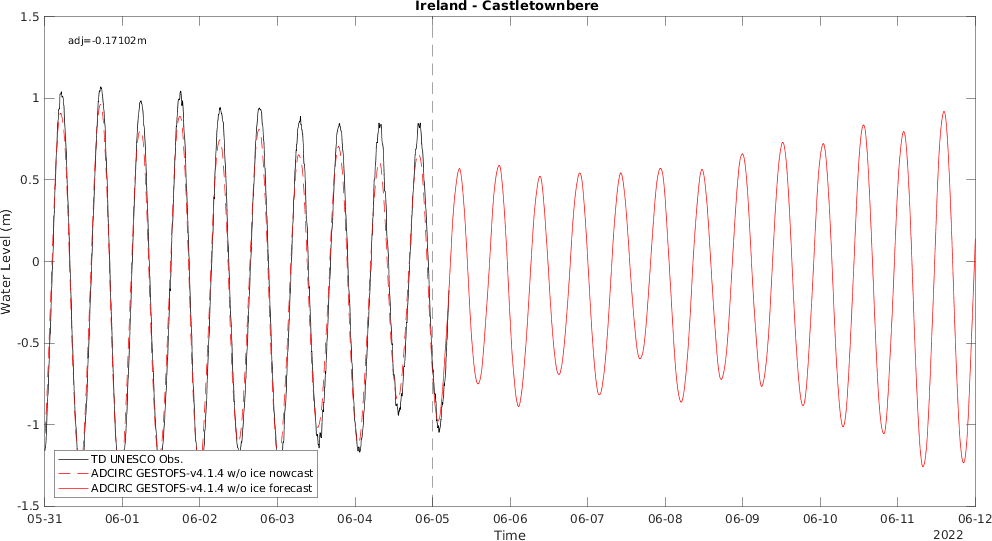 Ireland - Castletownbere
adj=-0.17102m
1.5
1
0.5
0
-0.5
-1
-1.5
Water Level (m)
TD UNESCO Obs.
ADCIRC GESTOFS-v4.1.4 w/o ice nowcast
ADCIRC GESTOFS-v4.1.4 w/o ice forecast
05-31 06-01 06-02 06-03 06-04 06-05 06-06 06-07 06-08 06-09 06-10 06-11 06-12
Time
2022